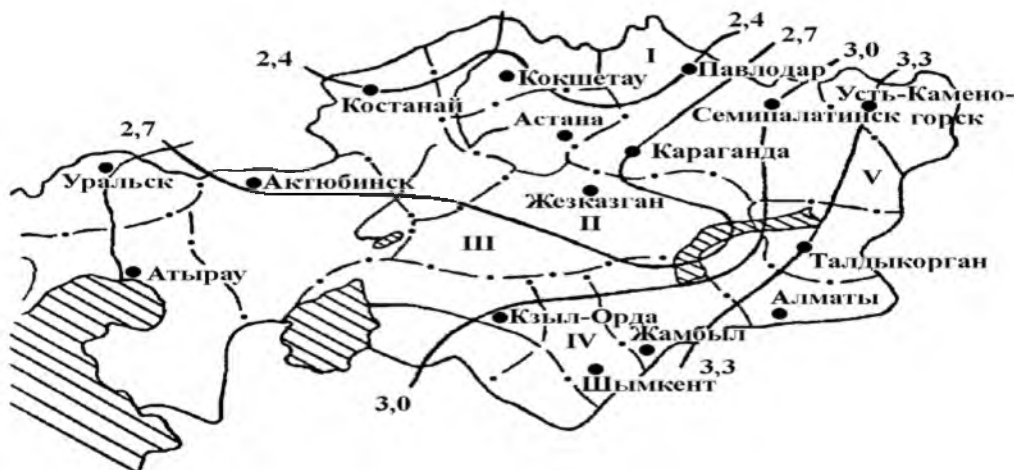 2,4
2,4
2,7
3,0
3,3
I
Кокшетау
Павлодар
Костанай
Семипалатинск
Усть-Камено-
горск
Астана
2,7
Караганда
Уральск
Актюбинск
Жезказган
V
II
III
Атырау
Талдыкорган
Алматы
Кзыл-Орда
IV
Жамбыл
3,3
Шымкент
3,0